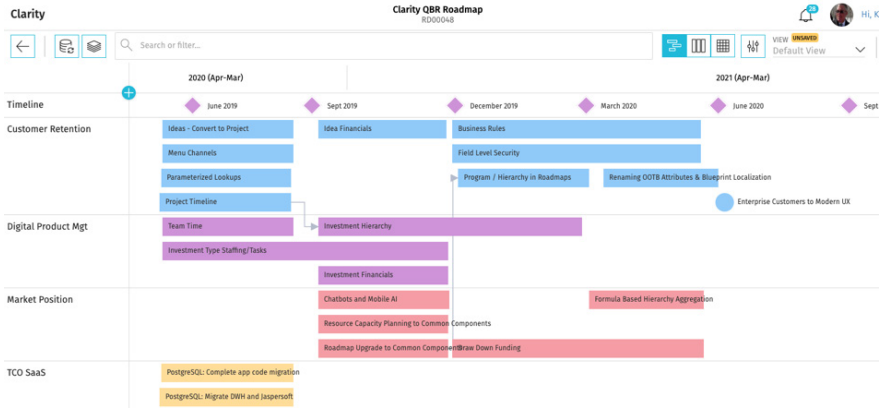 Clarity
Clarity QBR Roadmap
RD00048
28
Hi, K
Search or filter...
VIEW UNSAVED
Default View
2020 (Apr-Mar)
2021 (Apr-Mar)
Timeline
June 2019
Sept 2019
December 2019
March 2020
June 2020
Sept
Customer Retention
Ideas - Convert to Project
Idea Financials
Business Rules
Menu Channels
Field Level Security
Parameterized Lookups
Program / Hierarchy in Roadmaps
Renaming OOTB Attributes & Blueprint Localization
Project Timeline
Enterprise Customers to Modern UX
Digital Product Mgt
Team Time
Investment Hierarchy
Investment Type Staffing/Tasks
Investment Financials
Market Position
Chatbots and Mobile AI
Formula Based Hierarchy Aggregation
Resource Capacity Planning to Common Components
Roadmap Upgrade to Common Components
Draw Down Funding
TCO SaaS
PostgreSQL: Complete app code migration
PostgreSQL: Migrate DWH and Jaspersoft